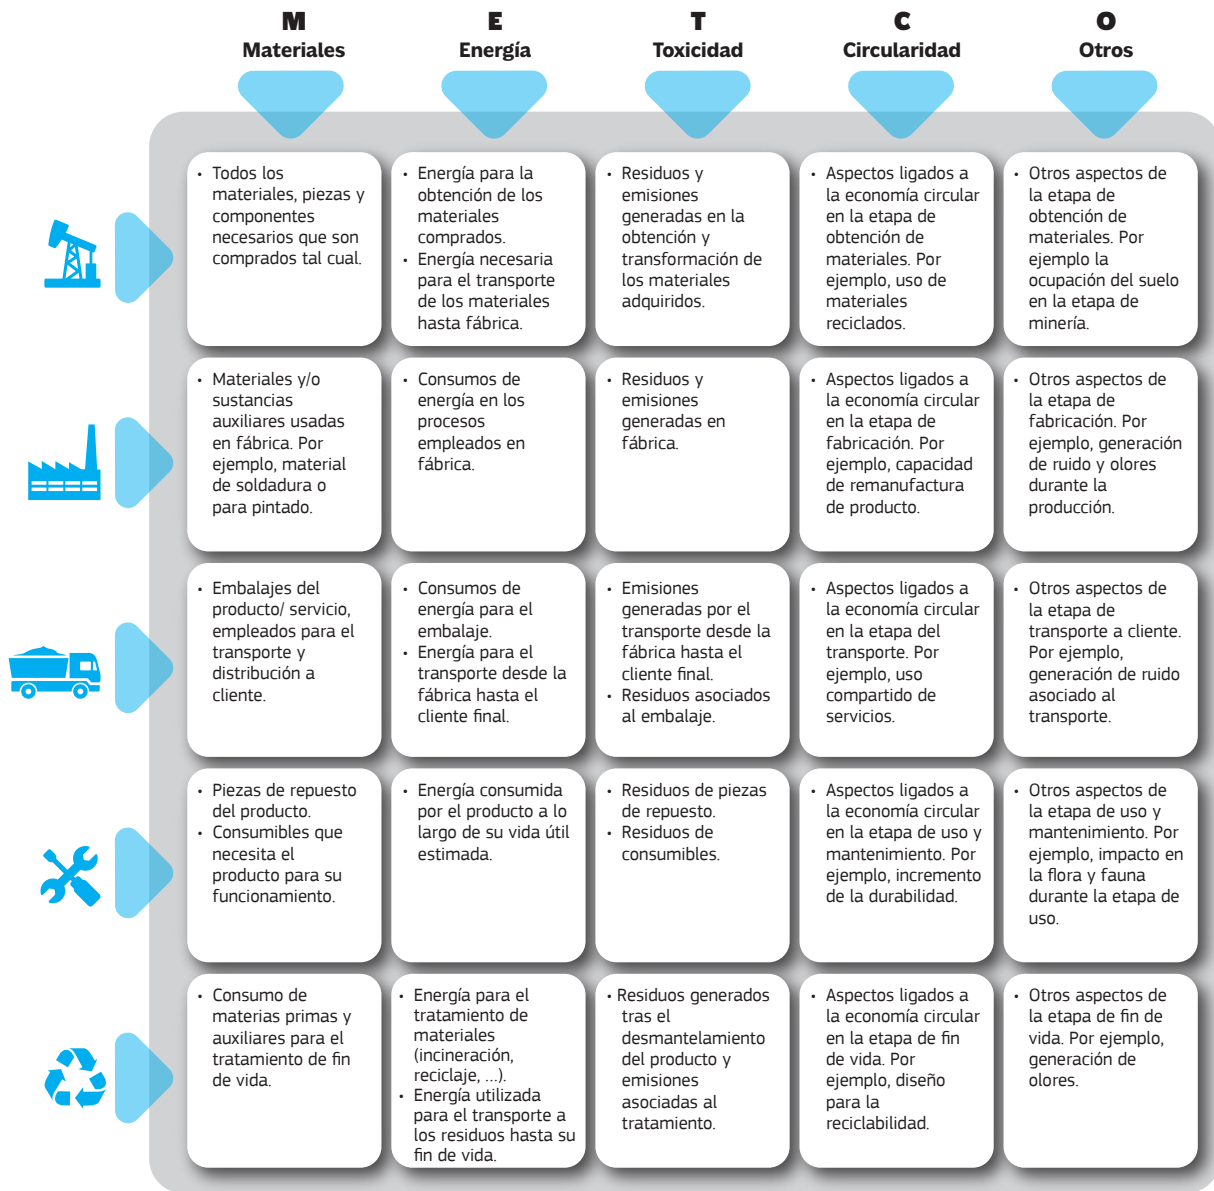 M
Materiales
E
Energía
T
Toxicidad
C
Circularidad
O
Otros
· Todos los
materiales, piezas y
componentes
necesarios que son
comprados tal cual.
· Energía para la
obtención de los
materiales
comprados.
· Energía necesaria
para el transporte
de los materiales
hasta fábrica.
· Residuos y
emisiones
generadas en la
obtención y
transformación de
los materiales
adquiridos.
· Aspectos ligados a
la economía circular
en la etapa de
obtención de
materiales. Por
ejemplo, uso de
materiales
reciclados.
· Otros aspectos de
la etapa de
obtención de
materiales. Por
ejemplo la
ocupación del suelo
en la etapa de
minería.
· Materiales y/o
sustancias
auxiliares usadas
en fábrica. Por
ejemplo, material
de soldadura o
para pintado.
· Consumos de
energía en los
procesos
empleados en
fábrica.
· Residuos y
emisiones
generadas en
fábrica.
· Aspectos ligados a
la economía circular
en la etapa de
fabricación. Por
ejemplo, capacidad
de remanufactura
de producto.
· Otros aspectos de
la etapa de
fabricación. Por
ejemplo, generación
de ruido y olores
durante la
producción.
· Embalajes del
producto/ servicio,
empleados para el
transporte y
distribución a
cliente.
· Consumos de
energía para el
embalaje.
· Energía para el
transporte desde la
fábrica hasta el
cliente final.
· Emisiones
generadas por el
transporte desde la
fábrica hasta el
cliente final.
· Residuos asociados
al embalaje.
· Aspectos ligados a
la economía circular
en la etapa del
transporte. Por
ejemplo, uso
compartido de
servicios.
· Otros aspectos de
la etapa de
transporte a cliente.
Por ejemplo,
generación de ruido
asociado al
transporte.
· Piezas de repuesto
del producto.
· Consumibles que
necesita el
producto para su
funcionamiento.
· Energía consumida
por el producto a lo
largo de su vida útil
estimada.
· Residuos de piezas
de repuesto.
· Residuos de
consumibles.
· Aspectos ligados a
la economía circular
en la etapa de uso y
mantenimiento. Por
ejemplo, incremento
de la durabilidad.
· Otros aspectos de
la etapa de uso y
mantenimiento. Por
ejemplo, impacto en
la flora y fauna
durante la etapa de
uso.
· Consumo de
materias primas y
auxiliares para el
tratamiento de fin
de vida.
· Energía para el
tratamiento de
materiales
(incineración,
reciclaje, ...).
· Energía utilizada
para el transporte a
los residuos hasta su
fin de vida.
· Residuos generados
tras el
desmantelamiento
del producto y
emisiones
asociadas al
tratamiento.
· Aspectos ligados a
la economía circular
en la etapa de fin
de vida. Por
ejemplo, diseño
para la
reciclabilidad.
· Otros aspectos de
la etapa de fin de
vida. Por ejemplo,
generación de
olores.